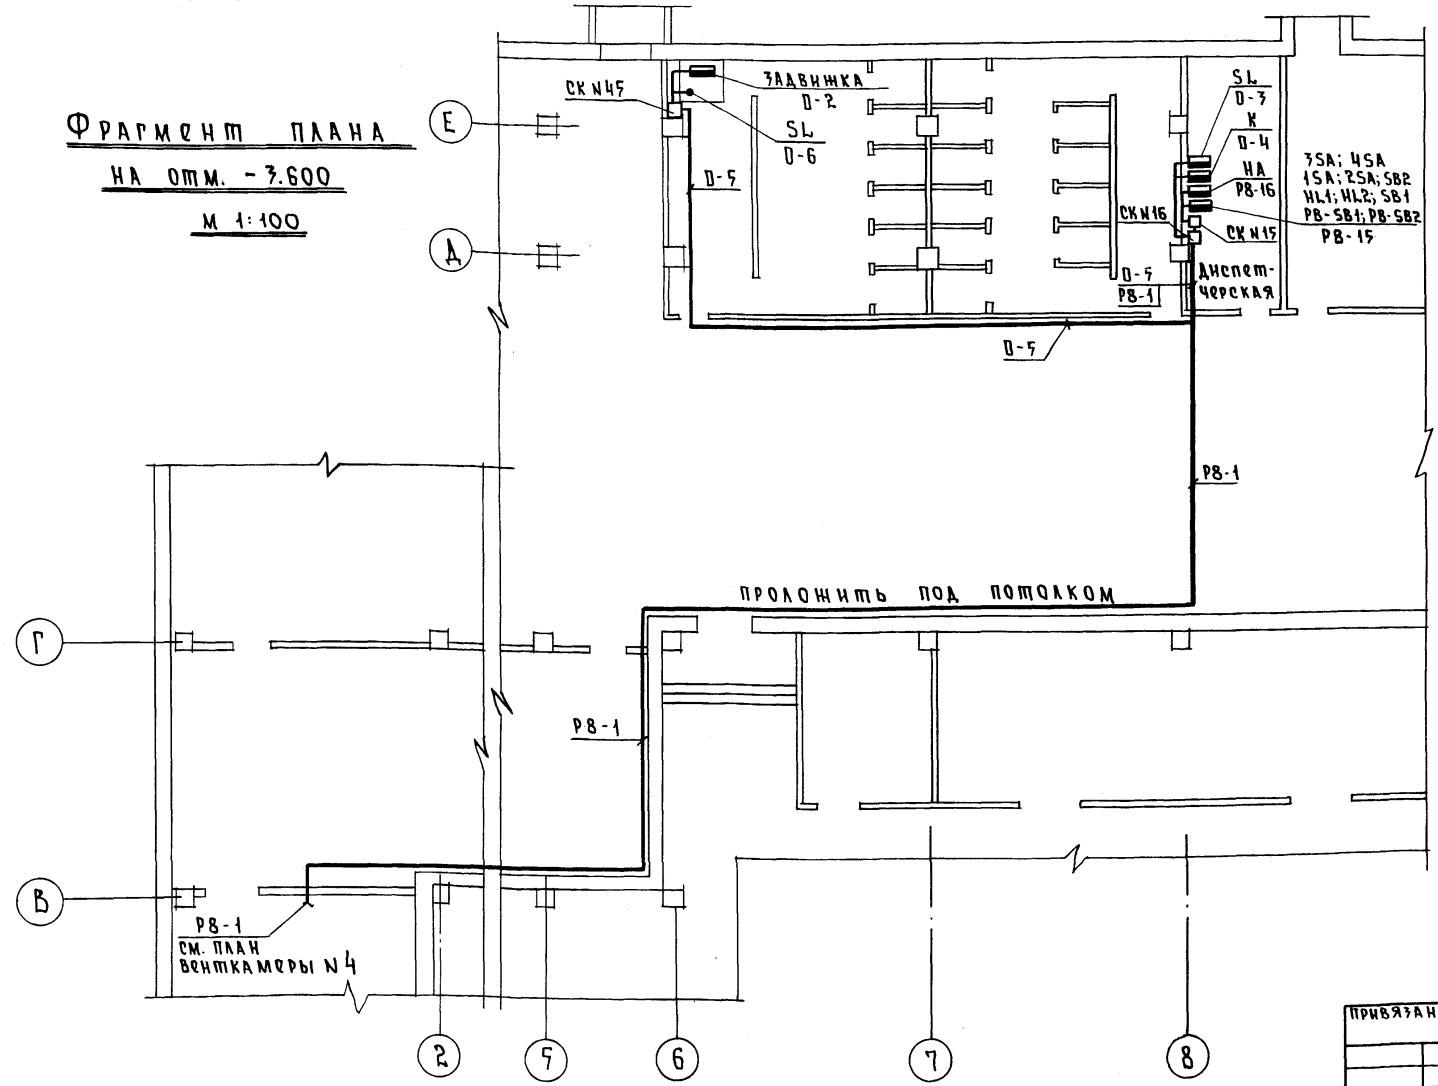 ФРАГМЕНТ ПЛАНА
НА ОТМ. -3.600
М 1:100
Е
Д
Г
В
СК N45
ЗАДВИЖКА
П-2
SL
П-6
П-5
SL
П-3
К
П-4
НА
Р8-16
3SA; 4SA
1SA; 2SA; SB2
HL1; HL2; SB1
Р8-SB1; Р8-SB2
Р8-15
СК N16
СК N15
П-5
Р8-1
ДИСПЕТ-
ЧЕРСКАЯ
П-5
Р8-1
ПРОЛОЖИТЬ ПОД ПОТОЛКОМ
Р8-1
Р8-1
СМ. ПЛАН
ВЕНТКАМЕРЫ N4
2
5
6
7
8
ПРИВЯЗАН